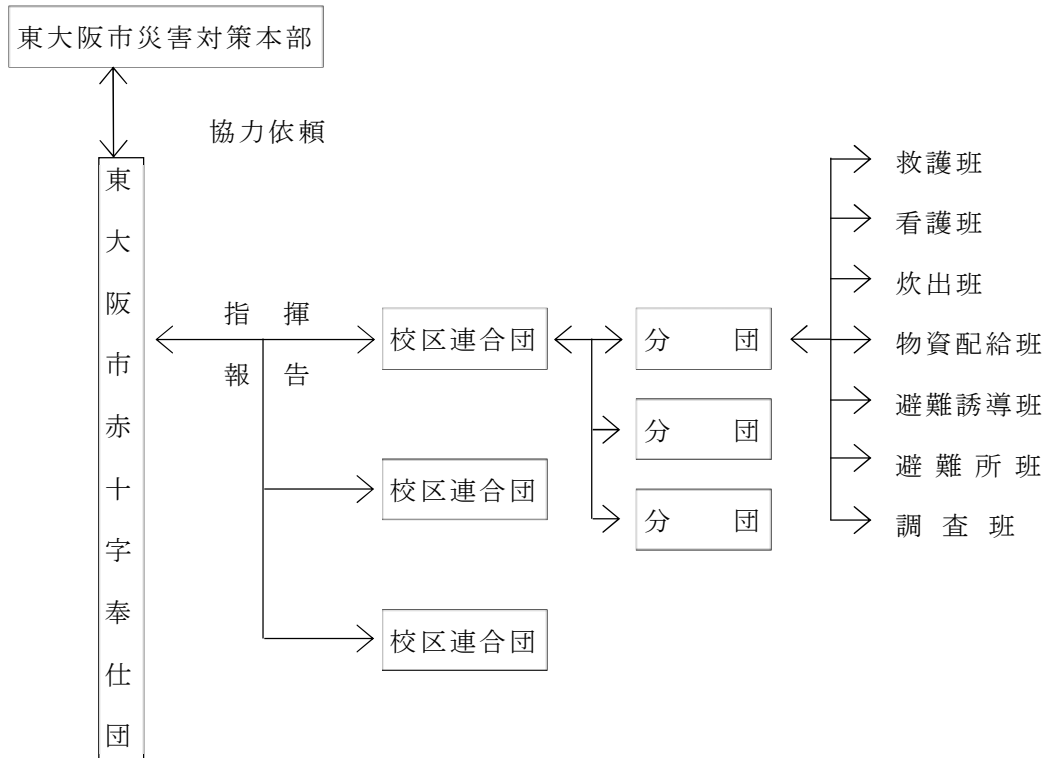 東大阪市災害対策本部
協力依頼
東大阪市赤十字奉仕団
指　揮
報　告
校区連合団
校区連合団
校区連合団
分　　団
分　　団
分　　団
救護班
看護班
炊出班
物資配給班
避難誘導班
避難所班
調査班